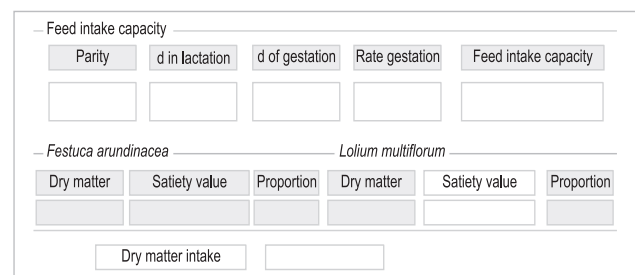 Feed intake capacity
Parity d in lactation d of gestation Rate gestation Feed intake capacity
Festuca arundinacea Lolium multiflorum
Dry matter Satiety value Proportion Dry matter Satiety value Proportion
Dry matter intake